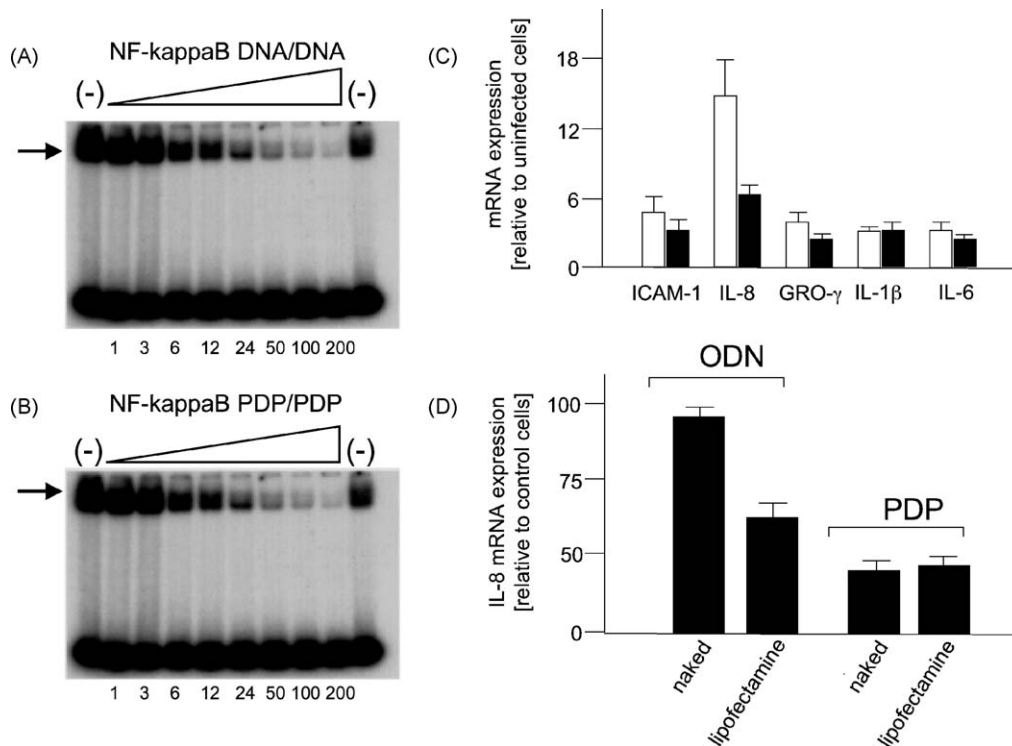 (A)
NF-kappaB DNA/DNA
(-) (-)
1 3 6 12 24 50 100 200
(B)
NF-kappaB PDP/PDP
(-) (-)
1 3 6 12 24 50 100 200
(C)
mRNA expression
[relative to uninfected cells]
18
12
6
0
ICAM-1 IL-8 GRO-γ IL-1β IL-6
(D)
IL-8 mRNA expression
[relative to control cells]
100
75
50
0
ODN
PDP
naked
lipofectamine
naked
lipofectamine